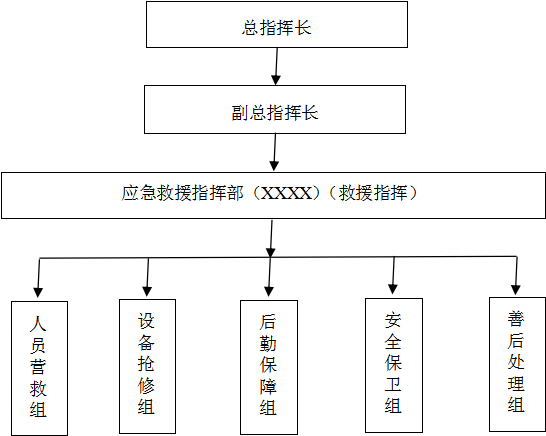 总指挥长
副总指挥长
应急救援指挥部（XXXX）（救援指挥）
人员营救组
设备抢修组
后勤保障组
安全保卫组
善后处理组